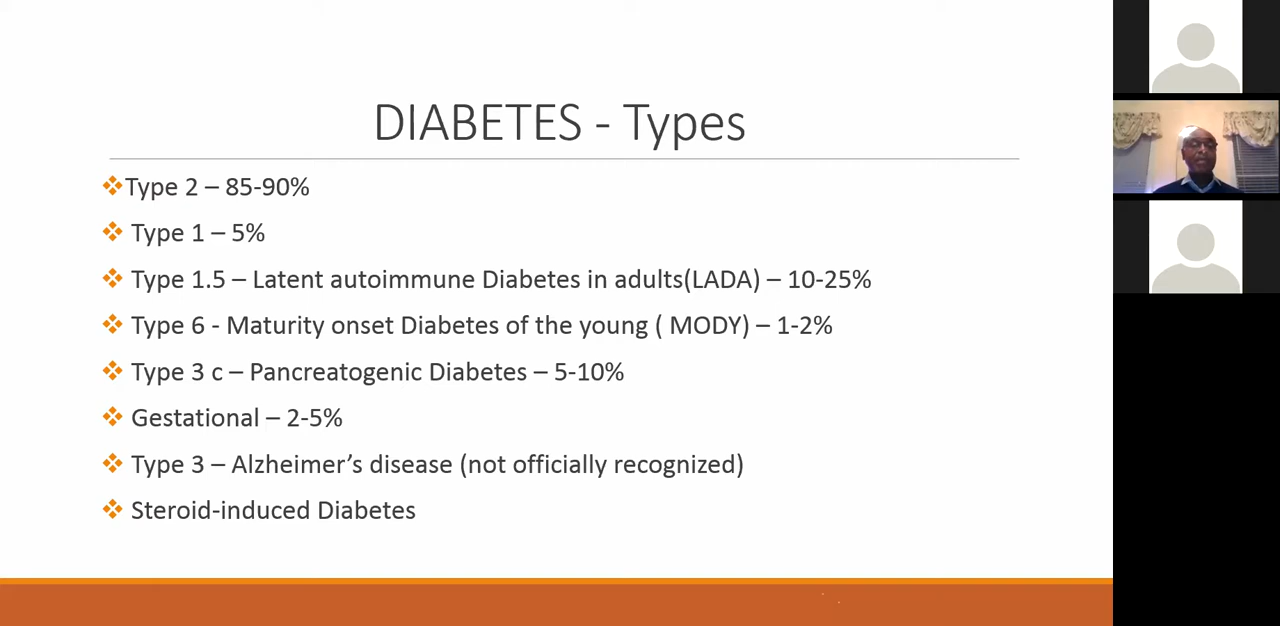 DIABETES - Types
Type 2 – 85-90%
Type 1 – 5%
Type 1.5 – Latent autoimmune Diabetes in adults(LADA) – 10-25%
Type 6 - Maturity onset Diabetes of the young ( MODY) – 1-2%
Type 3 c – Pancreatogenic Diabetes – 5-10%
Gestational – 2-5%
Type 3 – Alzheimer’s disease (not officially recognized)
Steroid-induced Diabetes